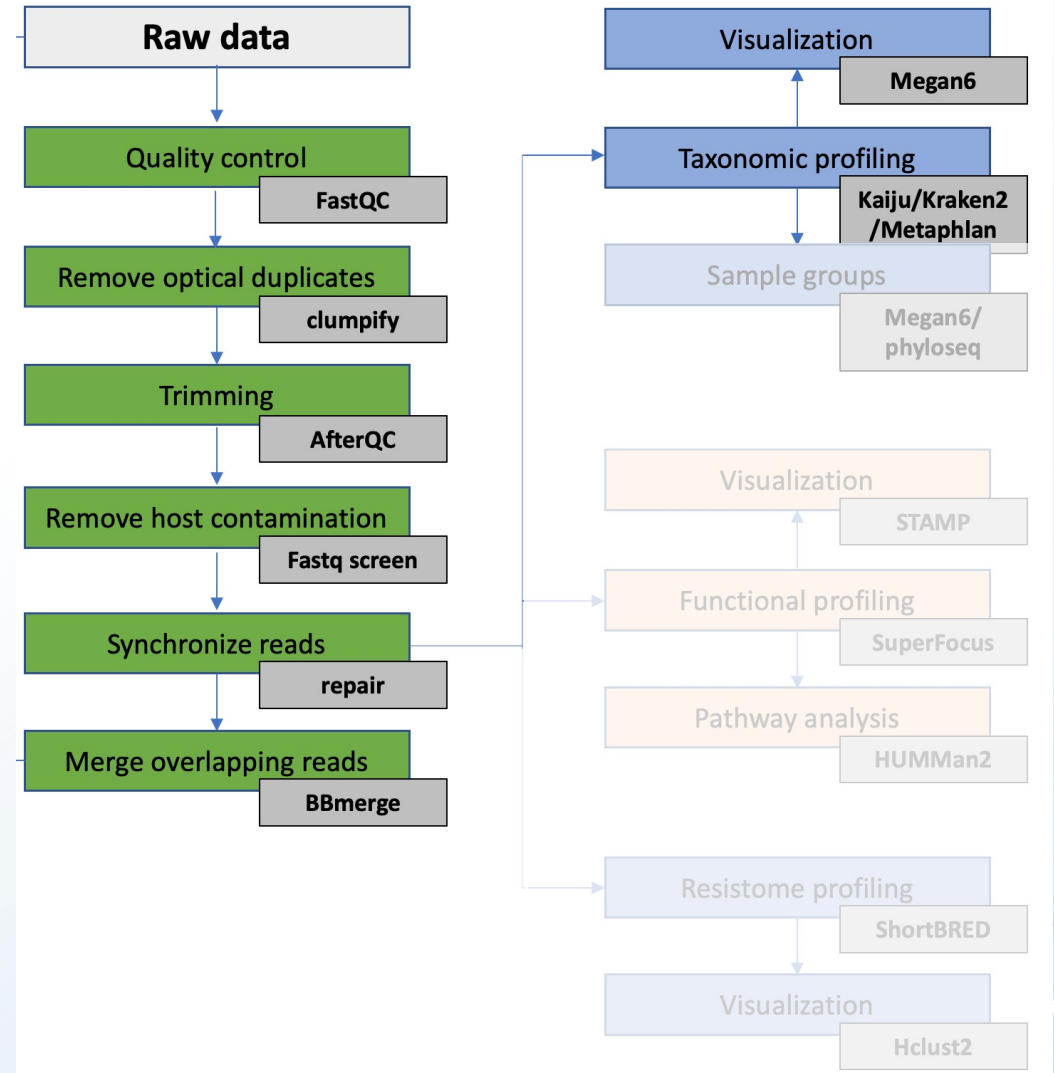 Raw data
Quality control
FastQC
Remove optical duplicates
clumpify
Trimming
AfterQC
Remove host contamination
Fastq screen
Synchronize reads
repair
Merge overlapping reads
BBmerge
Visualization
Megan6
Taxonomic profiling
Kaiju/Kraken2
/Metaphlan
Sample groups
Megan6/
phyloseq
Visualization
STAMP
Functional profiling
SuperFocus
Pathway analysis
HUMMan2
Resistome profiling
ShortBRED
Visualization
Hclust2